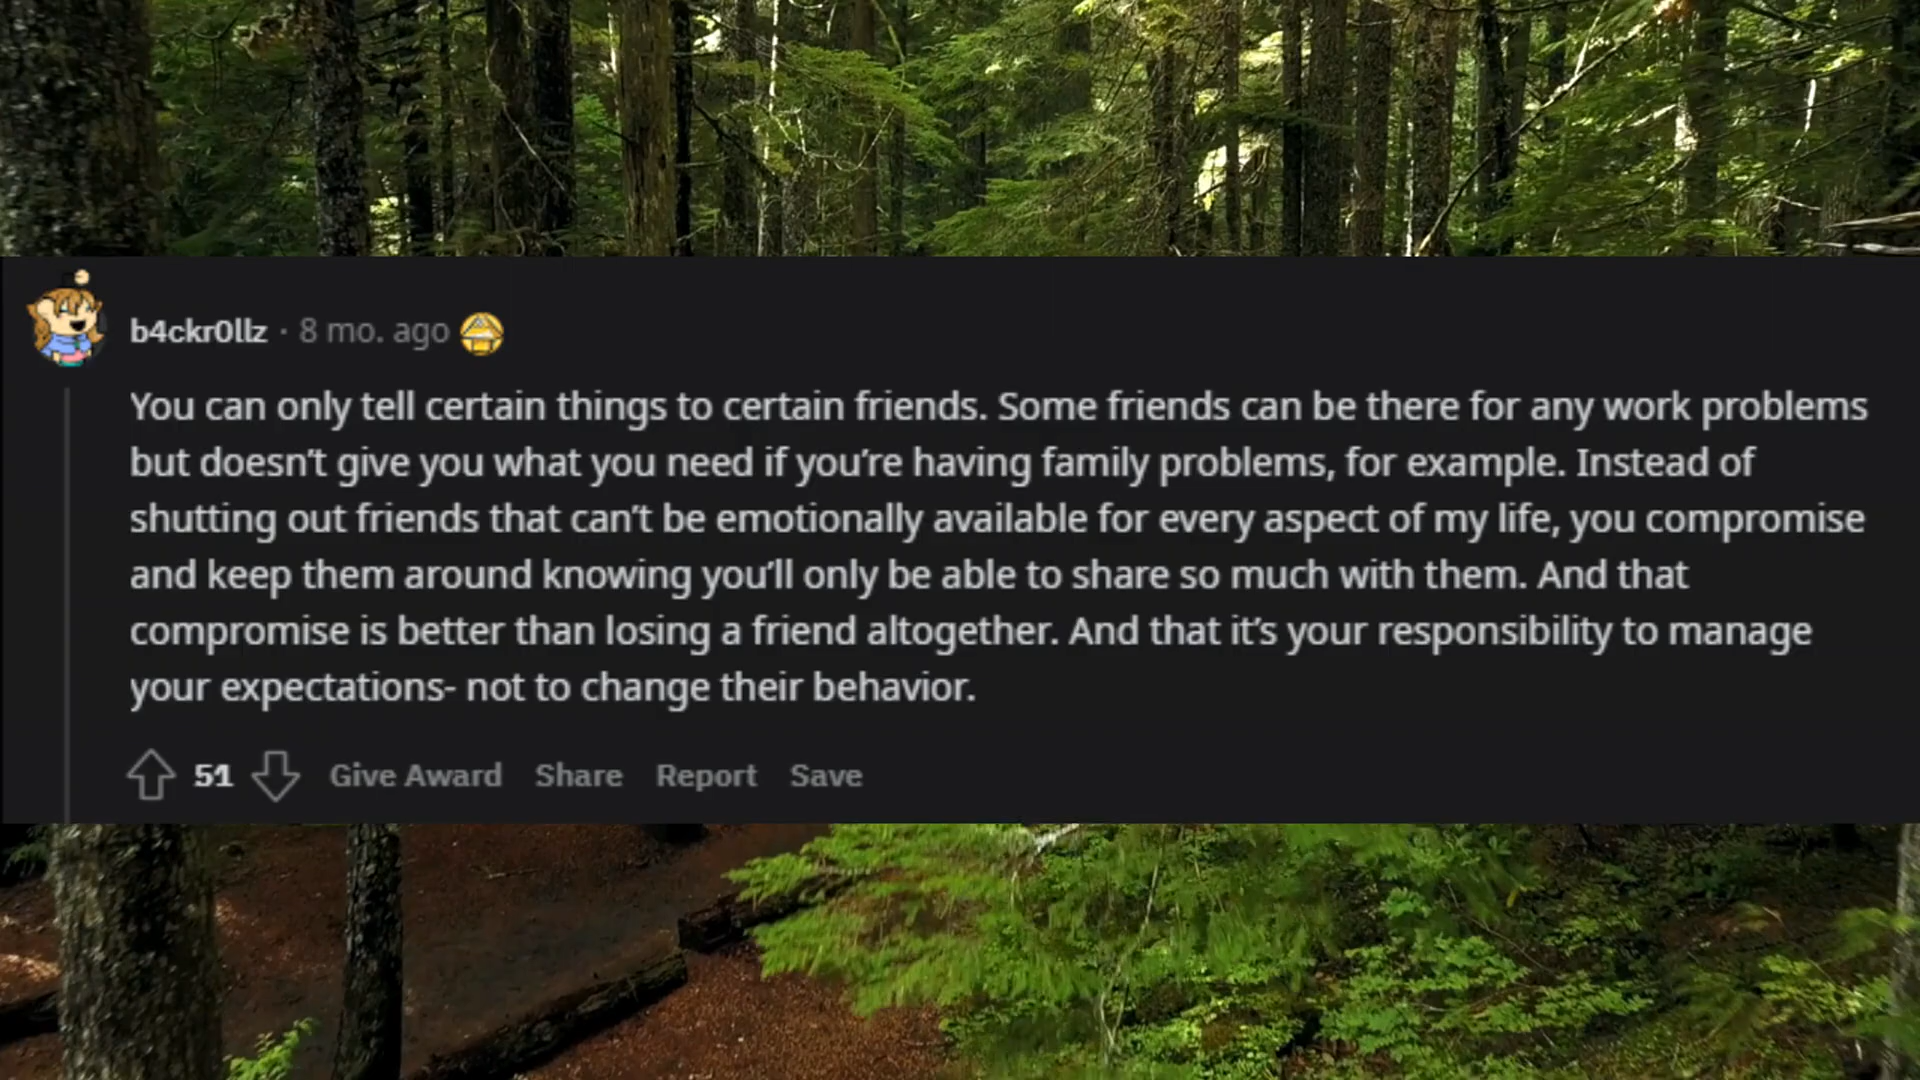 b4ckr0llz · 8 mo. ago
You can only tell certain things to certain friends. Some friends can be there for any work problems
but doesn't give you what you need if you're having family problems, for example. Instead of
shutting out friends that can't be emotionally available for every aspect of my life, you compromise
and keep them around knowing you'll only be able to share so much with them. And that
compromise is better than losing a friend altogether. And that it's your responsibility to manage
your expectations- not to change their behavior.
51 Give Award Share Report Save